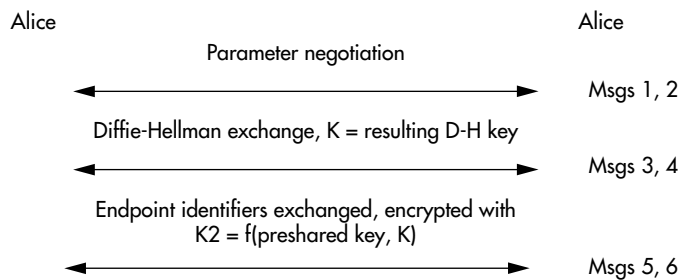 Alice
Alice
Parameter negotiation
Msgs 1, 2
Diffie-Hellman exchange, K = resulting D-H key
Msgs 3, 4
Endpoint identifiers exchanged, encrypted with
K2 = f(preshared key, K)
Msgs 5, 6